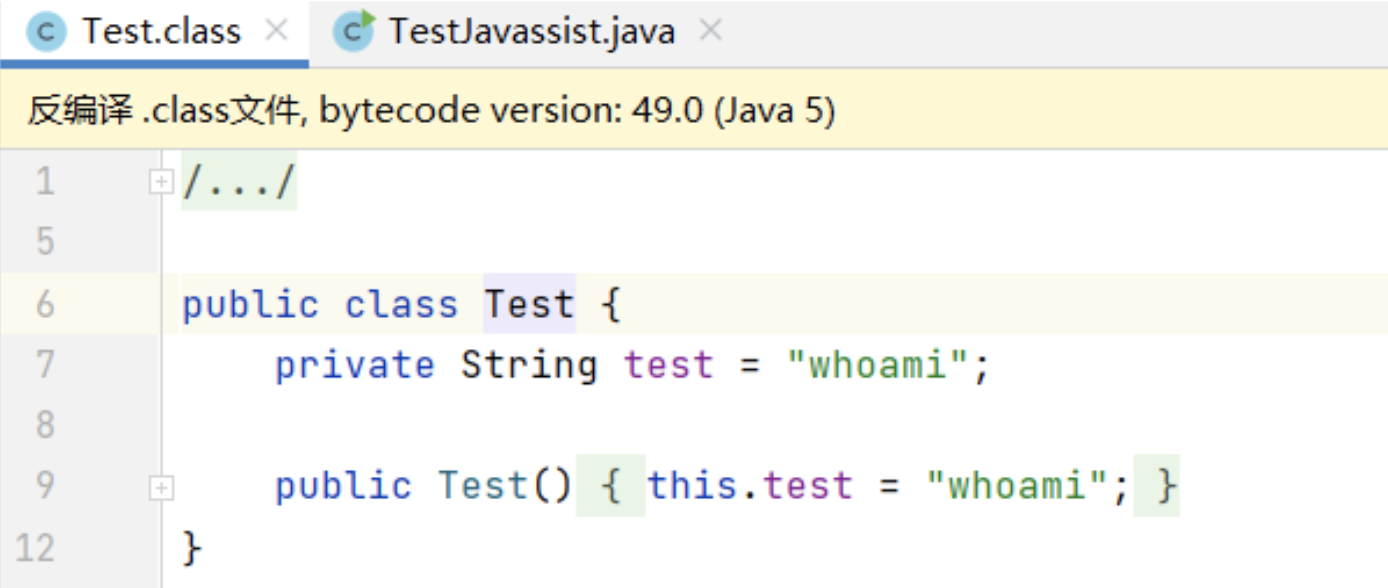 Test.class TestJavassist.java
反编译 .class文件, bytecode version: 49.0 (Java 5)
1 /.../
5
6 public class Test {
7 private String test = "whoami";
8
9 public Test() { this.test = "whoami"; }
12 }